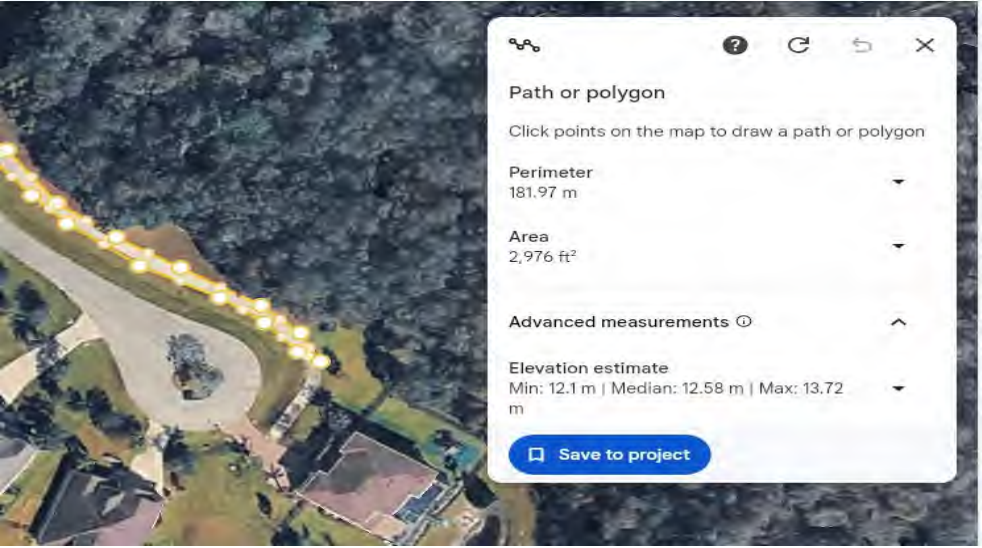 Path or polygon
Click points on the map to draw a path or polygon
Perimeter
181.97 m
Area
2,976 ft²
Advanced measurements
Elevation estimate
Min: 12.1 m | Median: 12.58 m | Max: 13.72
m
Save to project